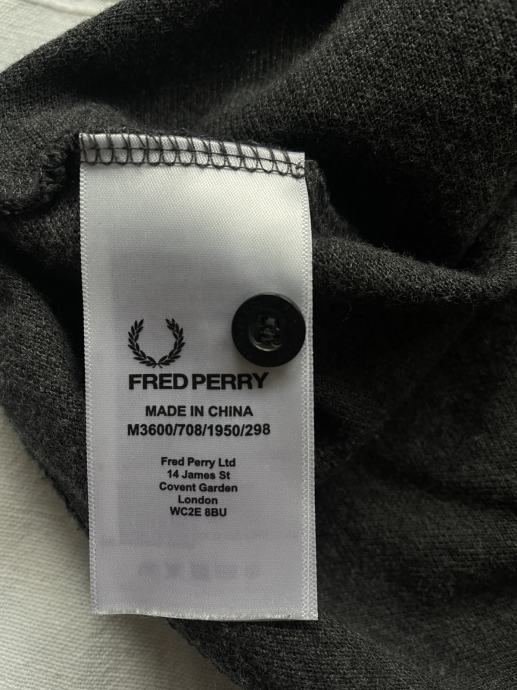 FRED PERRY
MADE IN CHINA
M3600/708/1950/298
Fred Perry Ltd
14 James St
Covent Garden
London
WC2E 8BU